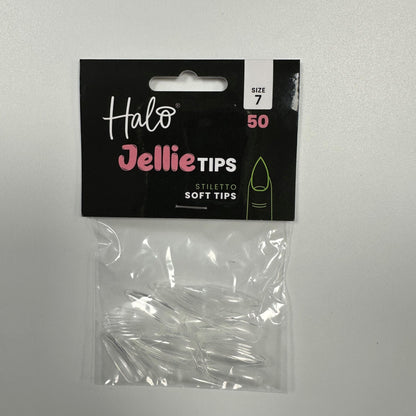 SIZE
7
Halo®
50
Jellie TIPS
STILETTO
SOFT TIPS